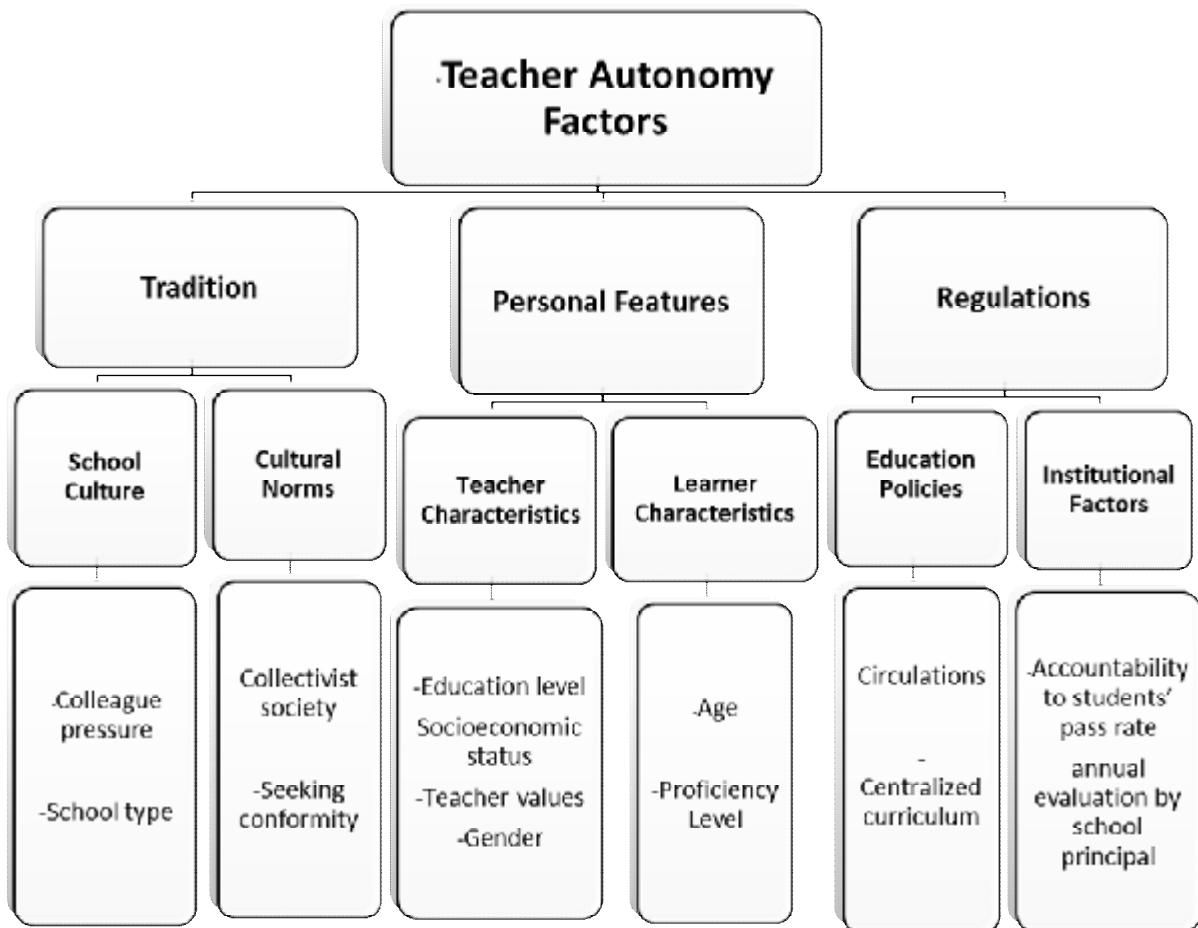 -Teacher Autonomy
Factors
Tradition
Personal Features
Regulations
School
Culture
Cultural
Norms
Teacher
Characteristics
Learner
Characteristics
Education
Policies
Institutional
Factors
-Colleague
pressure
-School type
Collectivist
society
-Seeking
conformity
-Education level
Socioeconomic
status
-Teacher values
-Gender
-Age
-Proficiency
Level
Circulations
-
Centralized
curriculum
-Accountability
to students'
pass rate
annual
evaluation by
school
principal